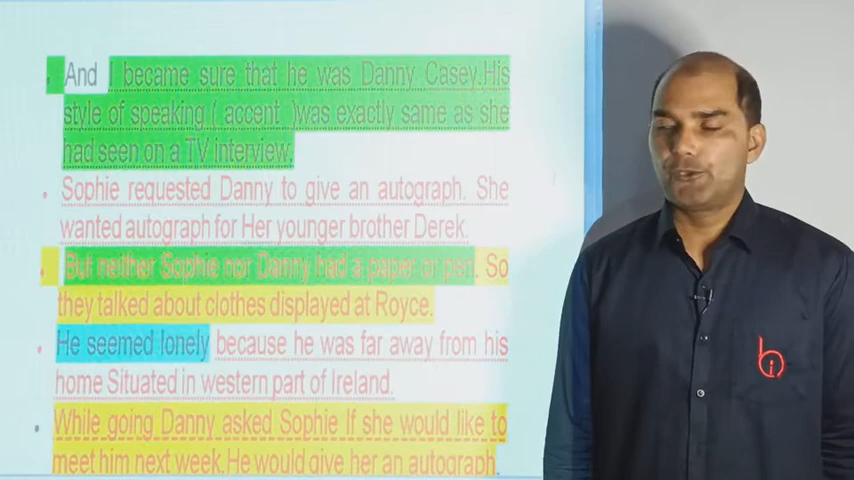 And I became sure that he was Danny Casey.His
style of speaking ( accent )was exactly same as she
had seen on a TV interview.
Sophie requested Danny to give an autograph. She
wanted autograph for Her younger brother Derek.
But neither Sophie nor Danny had a paper or pen. So
they talked about clothes displayed at Royce.
He seemed lonely because he was far away from his
home Situated in western part of Ireland.
While going Danny asked Sophie If she would like to
meet him next week.He would give her an autograph.